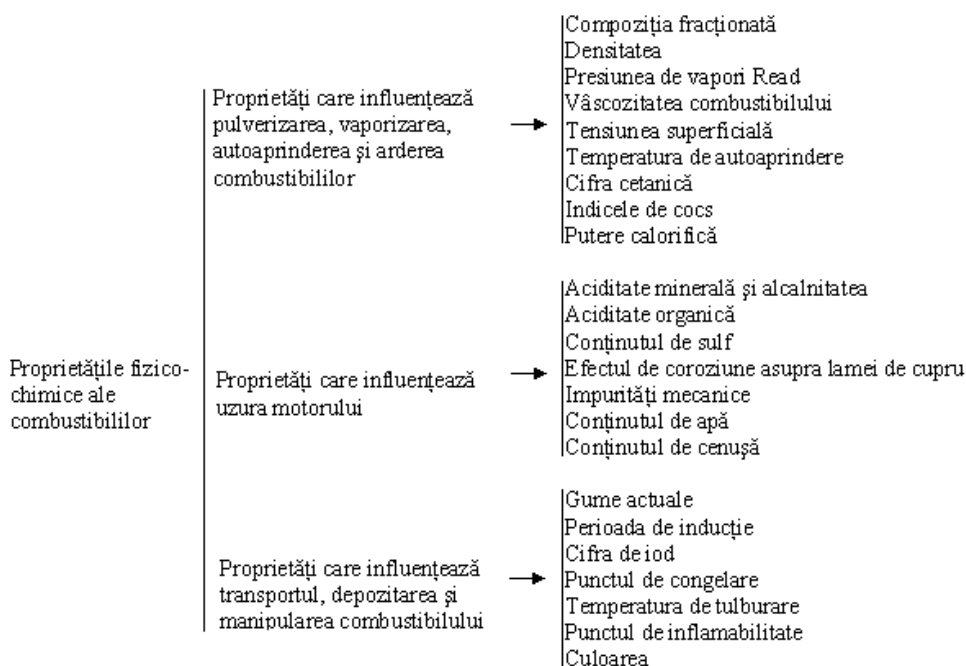 Proprietățile fizico-
chimice ale
combustibililor
Proprietăți care influențează
pulverizarea, vaporizarea,
autoaprinderea și arderea
combustibililor
Compoziția fracționată
Densitatea
Presiunea de vapori Read
Vâscozitatea combustibilului
Tensiunea superficială
Temperatura de autoaprindere
Cifra cetanică
Indicele de cocs
Putere calorifică
Proprietăți care influențează
uzura motorului
Aciditate minerală și alcalnitatea
Aciditate organică
Conținutul de sulf
Efectul de coroziune asupra lamei de cupru
Impurități mecanice
Conținutul de apă
Conținutul de cenușă
Proprietăți care influențează
transportul, depozitarea și
manipularea combustibilului
Gume actuale
Perioada de inducție
Cifra de iod
Punctul de congelare
Temperatura de tulburare
Punctul de inflamabilitate
Culoarea